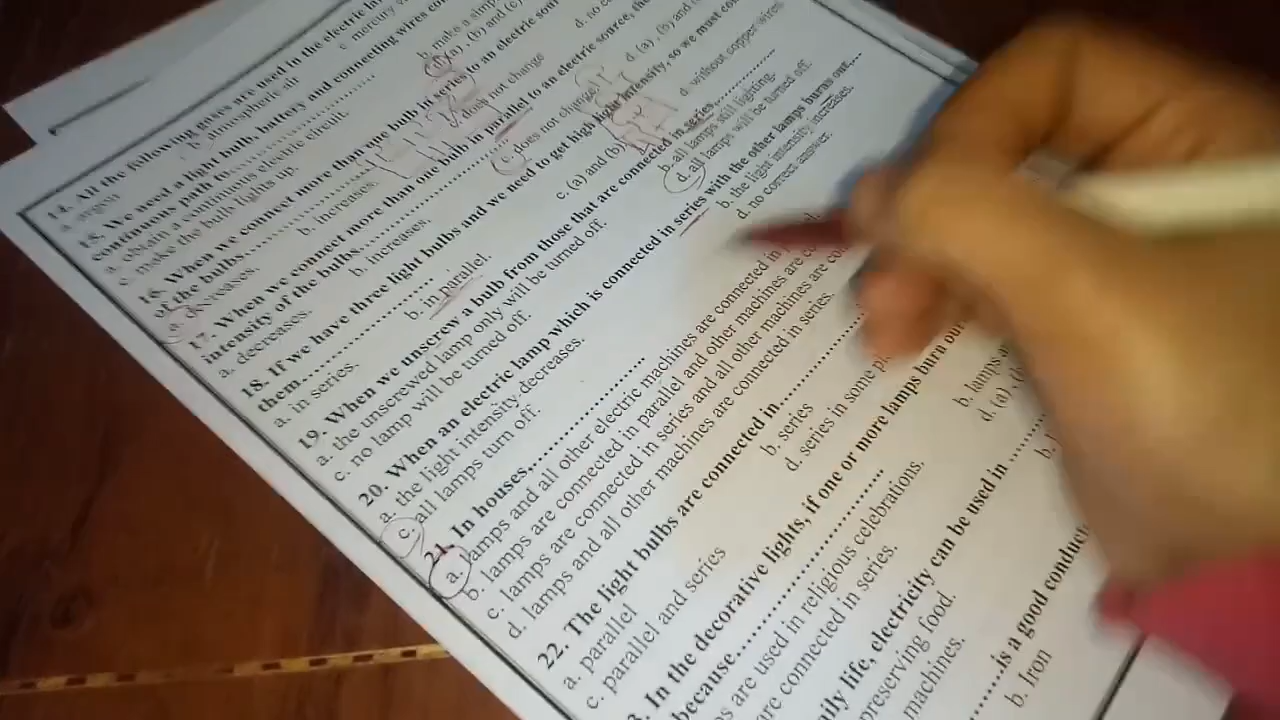 14. All the following gases are used in the electric
a. argon b. atmospheric air c. mercury
15. We need a light bulb, battery and connecting wires
continuous path to
a. obtain a continuous electric circuit. b. make a simple
c. make the bulb lights up. d. (a), (b) and (c)
16. When we connect more than one bulb in series to an electric
of the bulbs
a. decreases. b. increases. c. does not change d. no
17. When we connect more than one bulb in parallel to an electric source, the
intensity of the bulbs
a. decreases. b. increases. c. does not change. d. (a), (b) and
18. If we have three light bulbs and we need to get high light intensity, so we must
them
a. in series. b. in parallel. c. (a) and (b) d. without copper wires
19. When we unscrew a bulb from those that are connected in series
a. the unscrewed lamp only will be turned off. b. all lamps still lighting.
c. no lamp will be turned off. d. all lamps will be turned off.
20. When an electric lamp which is connected in series with the other lamps burns out
a. the light intensity decreases. b. the light intensity increases.
c. all lamps turn off. d. no correct answer.
21. In houses,
a. lamps and all other electric machines are connected in
b. lamps are connected in parallel and other machines are
c. lamps are connected in series and all other machines are
d. lamps and all other machines are connected in series.
22. The light bulbs are connected in
a. parallel b. series
c. parallel and series d. series in some
In the decorative lights, if one or more lamps burn out
because
are used in religious celebrations. b. lamps
are connected in series. d. (a),
life, electricity can be used in
preserving food.
machines.
is a good
b. Iron